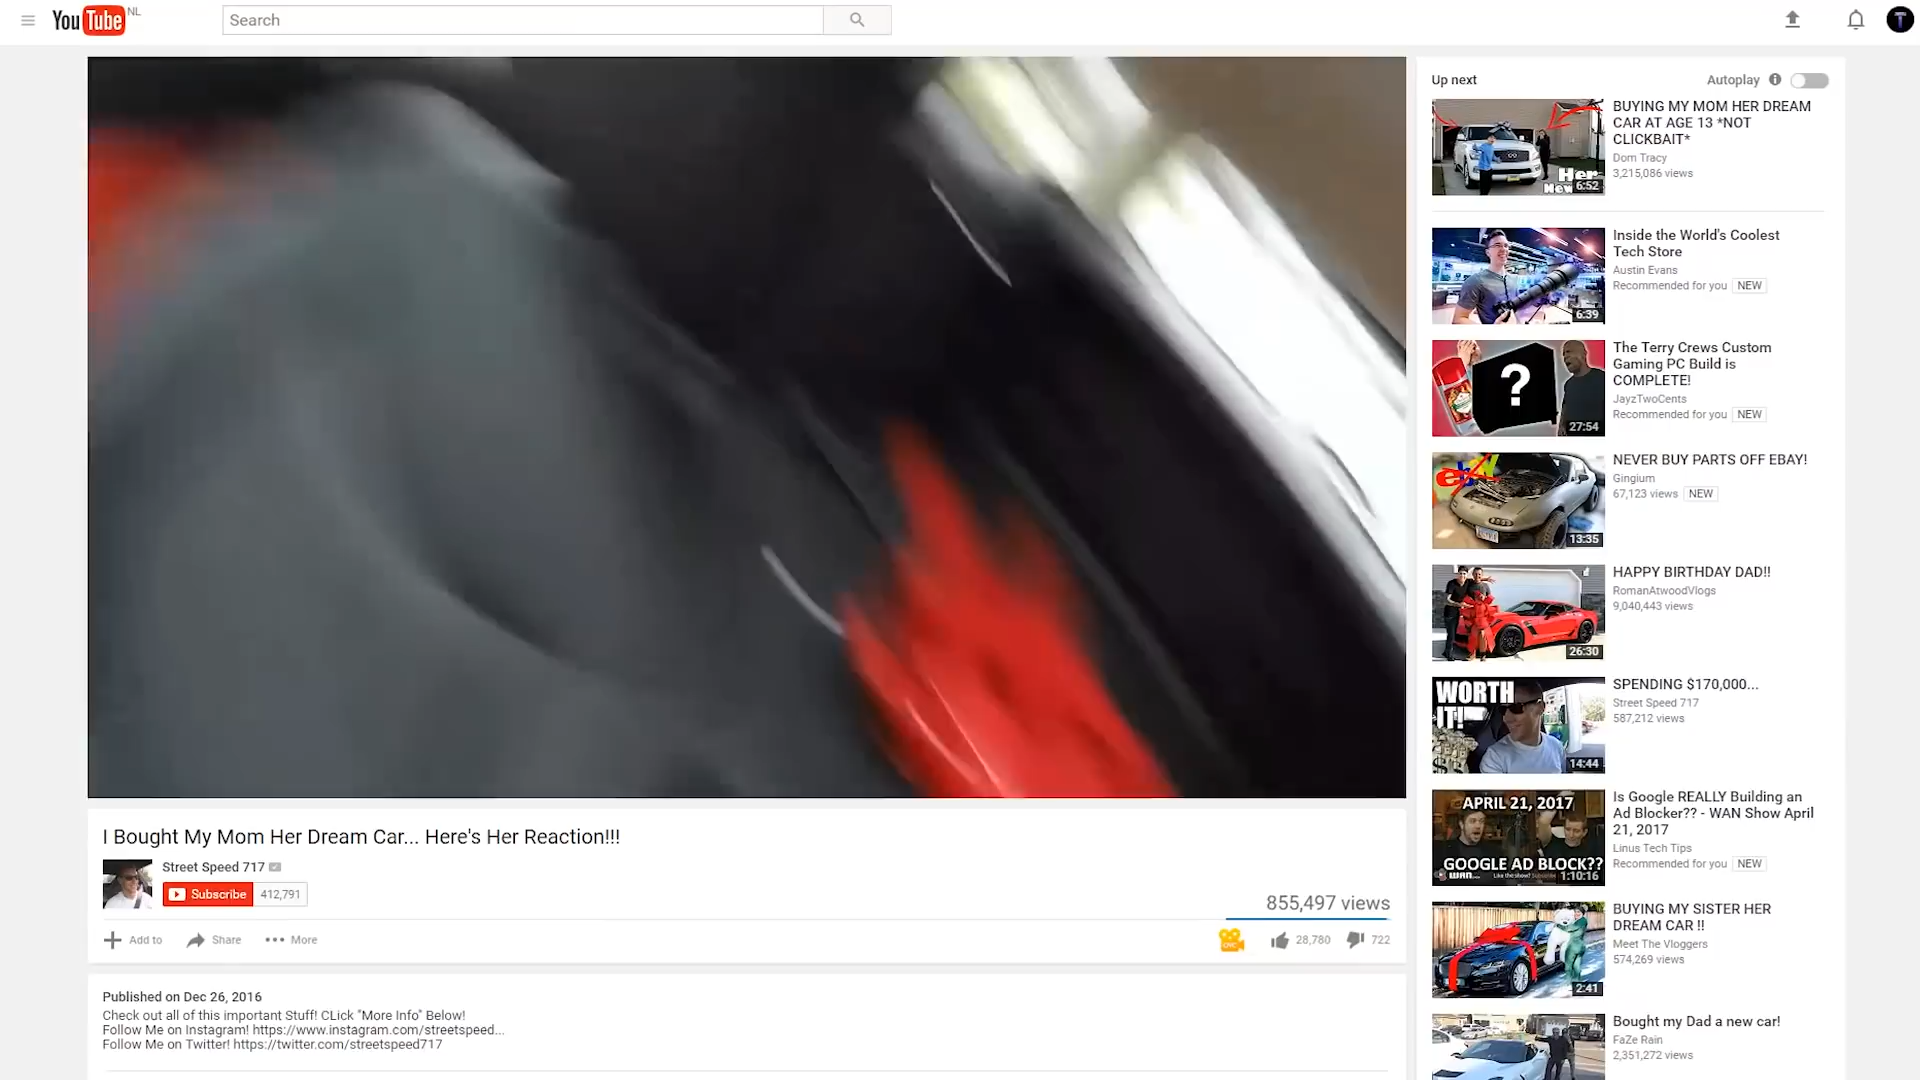 YouTube NL
Search
T
Up next
Autoplay
BUYING MY MOM HER DREAM
CAR AT AGE 13 *NOT
CLICKBAIT*
Dom Tracy
3,215,086 views
Her
New
6:52
Inside the World's Coolest
Tech Store
Austin Evans
Recommended for you NEW
6:39
The Terry Crews Custom
Gaming PC Build is
COMPLETE!
JayzTwoCents
Recommended for you NEW
?
27:54
NEVER BUY PARTS OFF EBAY!
Gingium
67,123 views NEW
13:35
HAPPY BIRTHDAY DAD!!
RomanAtwoodVlogs
9,040,443 views
26:30
SPENDING $170,000...
Street Speed 717
587,212 views
WORTH
IT!
14:44
Is Google REALLY Building an
Ad Blocker?? - WAN Show April
21, 2017
Linus Tech Tips
Recommended for you NEW
APRIL 21, 2017
GOOGLE AD BLOCK??
1:10:16
BUYING MY SISTER HER
DREAM CAR !!
Meet The Vloggers
574,269 views
2:41
Bought my Dad a new car!
FaZe Rain
2,351,272 views
I Bought My Mom Her Dream Car... Here's Her Reaction!!!
Street Speed 717
Subscribe 412,791
855,497 views
Add to Share More
28,780 722
Published on Dec 26, 2016
Check out all of this important Stuff! CLick "More Info" Below!
Follow Me on Instagram! https://www.instagram.com/streetspeed...
Follow Me on Twitter! https://twitter.com/streetspeed717